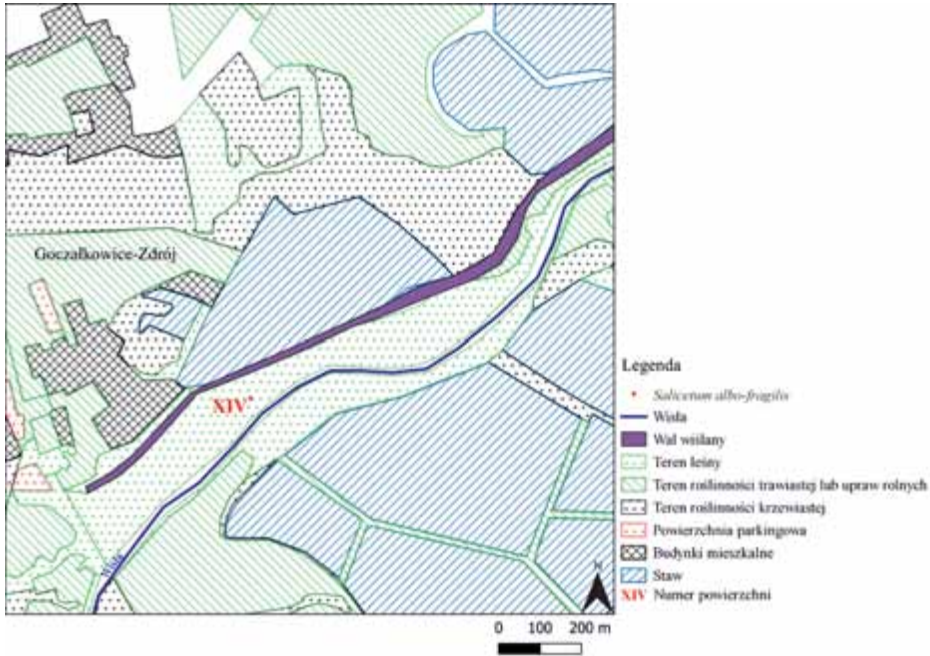 Goczałkowice-Zdrój
XIV
Wisła
Legenda
Salicetum albo-fragilis
Wisła
Wał wiślany
Teren leśny
Teren roślinności trawiastej lub upraw rolnych
Teren roślinności krzewiastej
Powierzchnia parkingowa
Budynki mieszkalne
Staw
XIV Numer powierzchni
N
0 100 200 m